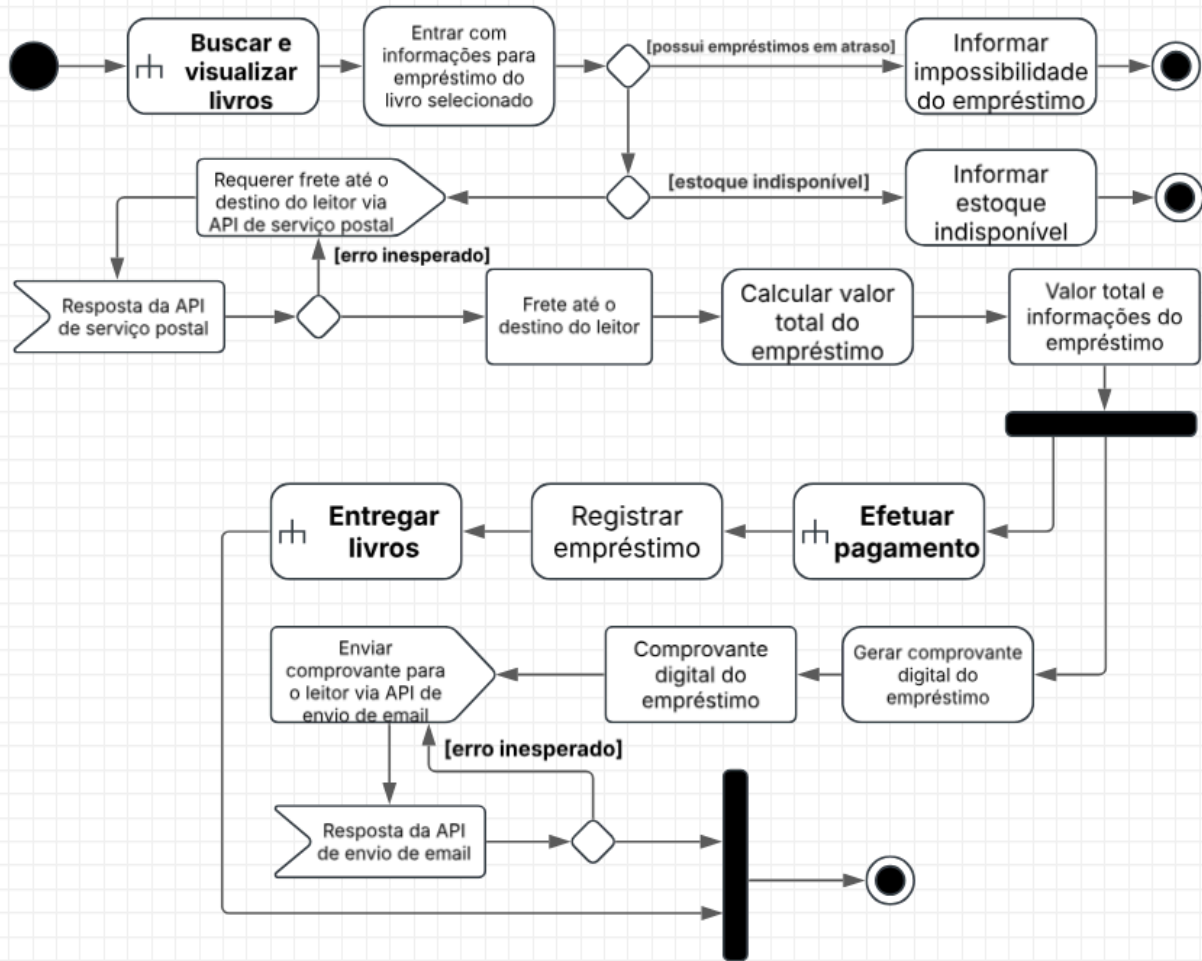 Buscar e
visualizar
livros
Entrar com
informações para
empréstimo do
livro selecionado
[possui empréstimos em atraso]
Informar
impossibilidade
do empréstimo
Requerer frete até o
destino do leitor via
API de serviço postal
[estoque indisponível]
Informar
estoque
indisponível
[erro inesperado]
Resposta da API
de serviço postal
Frete até o
destino do leitor
Calcular valor
total do
empréstimo
Valor total e
informações do
empréstimo
Entregar
livros
Registrar
empréstimo
Efetuar
pagamento
Enviar
comprovante para
o leitor via API de
envio de email
Comprovante
digital do
empréstimo
Gerar comprovante
digital do
empréstimo
[erro inesperado]
Resposta da API
de envio de email